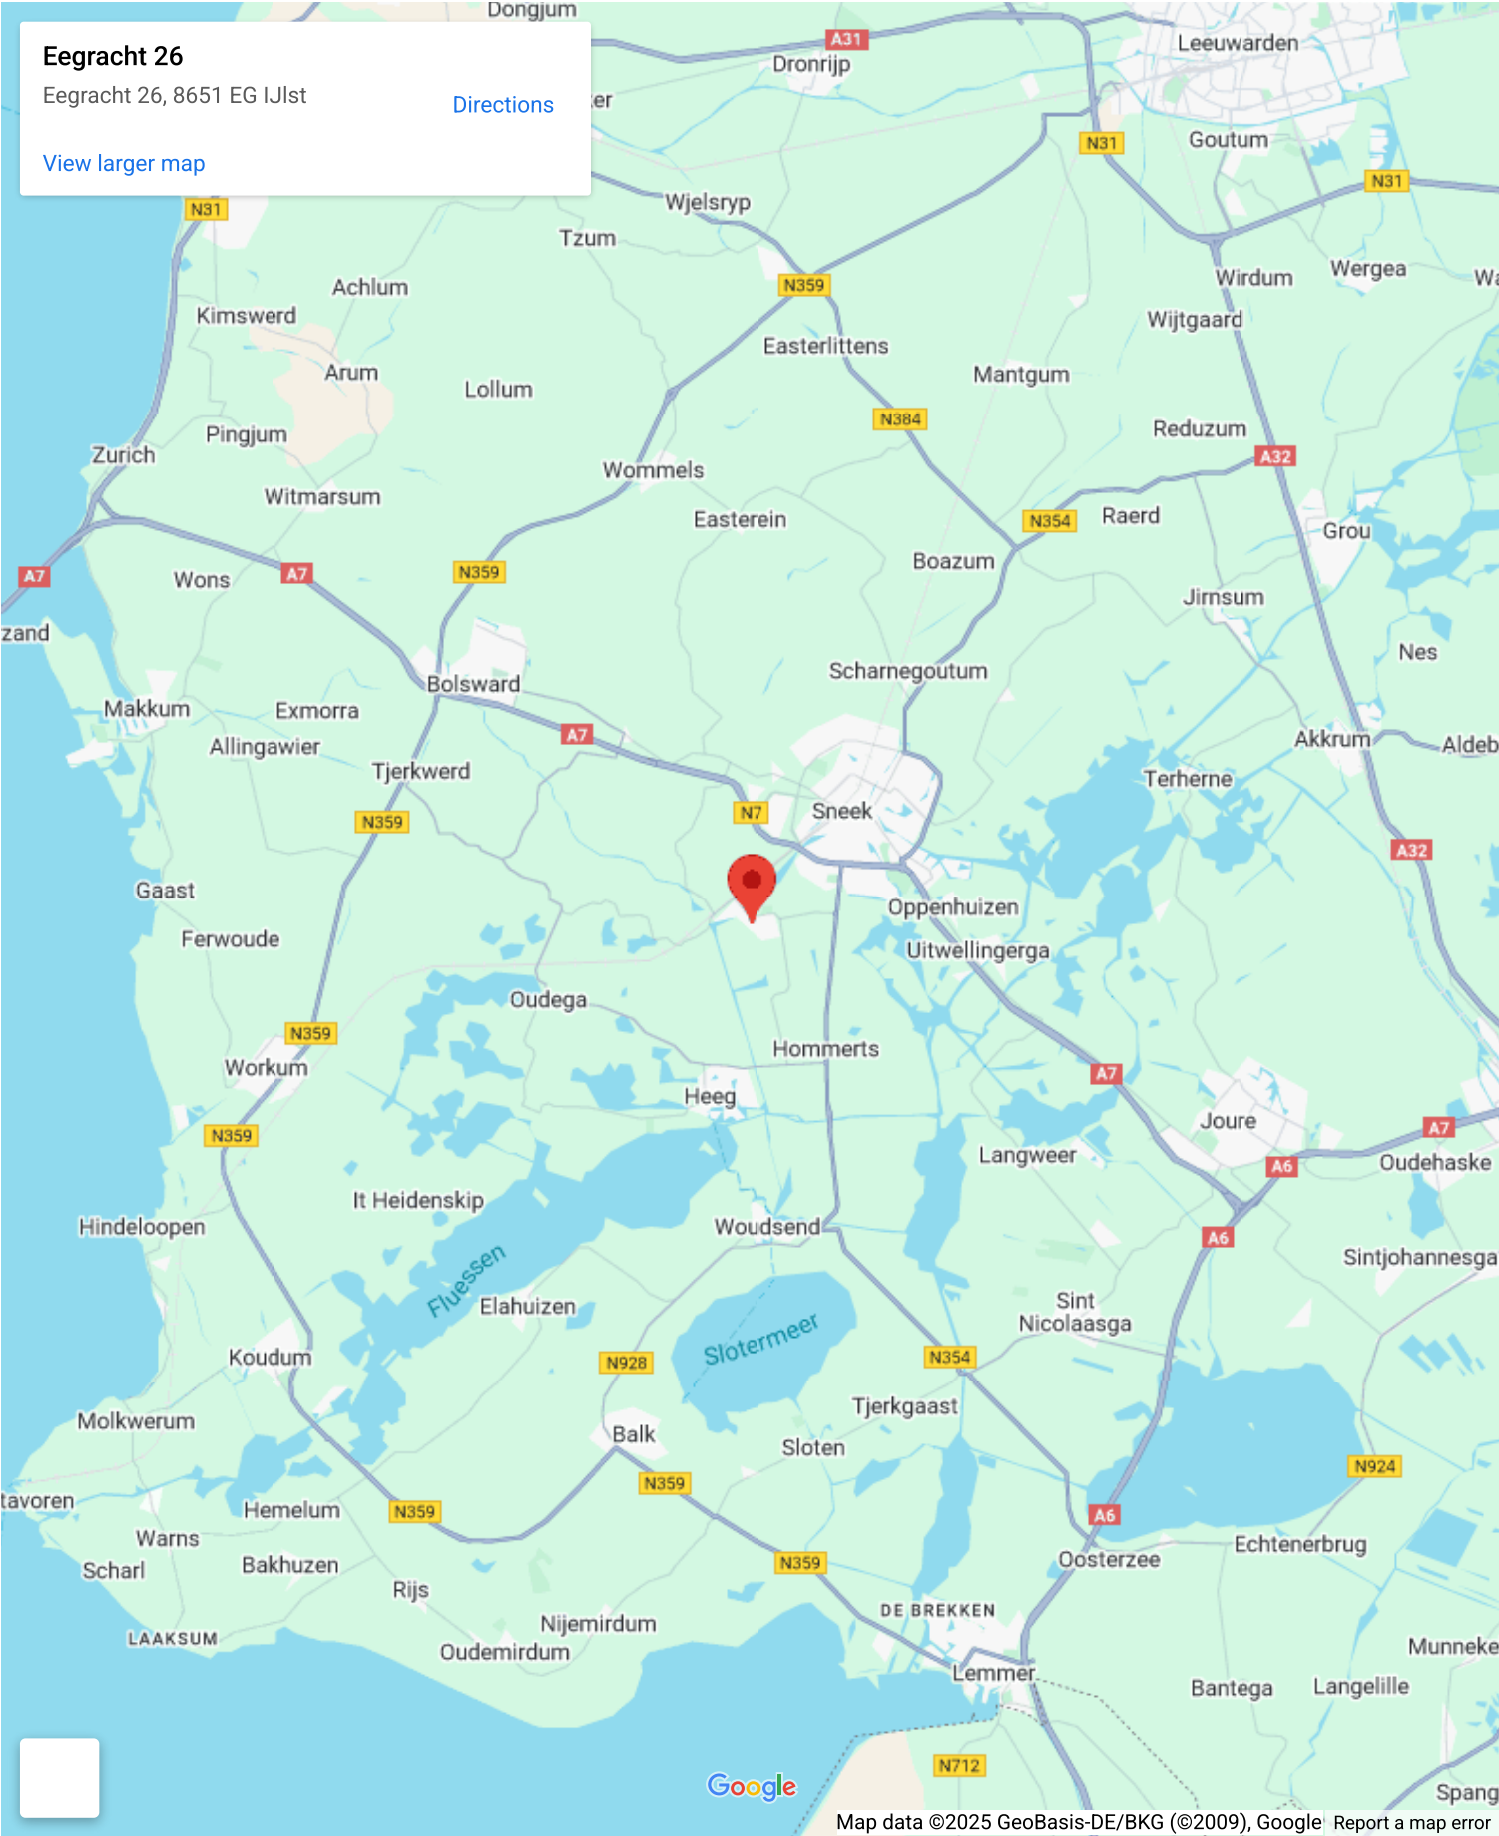 Dongjum
Eegracht 26
Eegracht 26, 8651 EG IJlst
Directions
View larger map
A31
Leeuwarden
Dronrijp
N31
Goutum
N31
N31
Wjelsryp
Tzum
Wirdum
Wergea
Achlum
N359
Kimswerd
Wijtgaard
Easterlittens
Arum
Mantgum
Lollum
N384
Reduzum
Pingjum
Zurich
A32
Wommels
Witmarsum
Easterein
N354
Raerd
Grou
Boazum
A7
Wons
A7
N359
Jirnsum
zand
Nes
Scharnegoutum
Bolsward
Makkum
Exmorra
A7
Allingawier
Akkrum
Aldeb
Tjerkwerd
Terherne
N359
N7
Sneek
A32
Gaast
Oppenhuizen
Ferwoude
Uitwellingerga
Oudega
N359
Hommerts
Workum
A7
Heeg
N359
Joure
A7
Langweer
A6
Oudehaske
It Heidenskip
Hindeloopen
Woudsend
A6
Sintjohannesga
Fluessen
Elahuizen
Sint
Nicolaasga
Slotermeer
Koudum
N928
N354
Molkwerum
Tjerkgaast
Balk
Sloten
N924
N359
tavoren
Hemelum
N359
A6
Warns
Echtenerbrug
Scharl
Bakhuzen
N359
Oosterzee
Rijs
DE BREKKEN
Nijemirdum
LAAKSUM
Oudemirdum
Munneke
Lemmer
Bantega
Langelille
N712
Google
Spang
Map data ©2025 GeoBasis-DE/BKG (©2009), Google
Report a map error